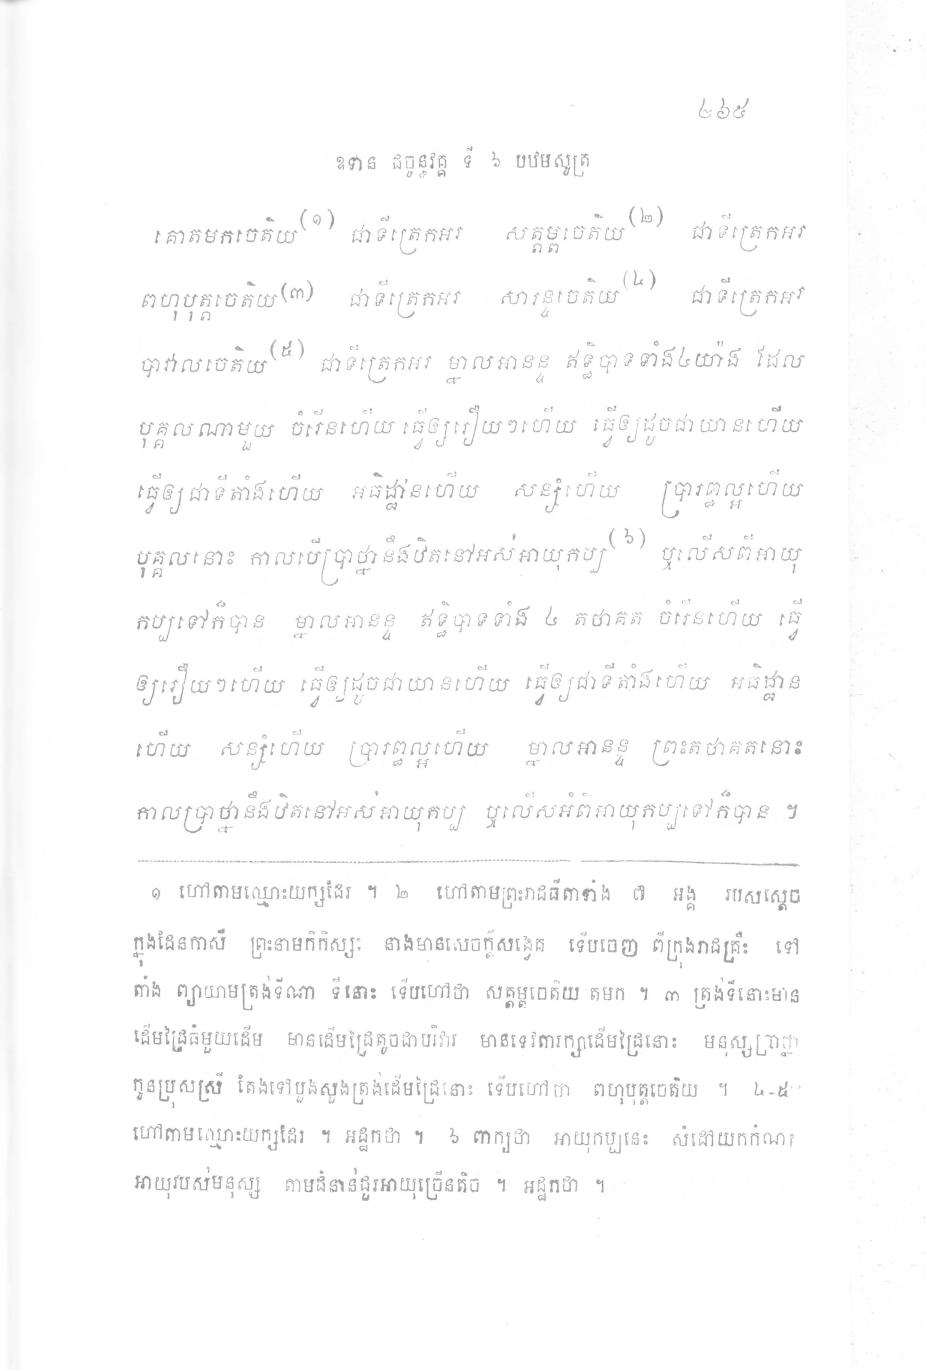 ២៦៥
ឧទាន ជច្ចន្ធវគ្គ ទី ៦ បឋមសូត្រ
គោតមកចេតិយ(១) ជាទីត្រេកអរ សត្តម្ពចេតិយ(២) ជាទីត្រេកអរ
ពហុបុត្តចេតិយ(៣) ជាទីត្រេកអរ សារន្ទចេតិយ(៤) ជាទីត្រេកអរ
បាវាលចេតិយ(៥) ជាទីត្រេកអរ ម្នាលអានន្ទ ឥទ្ធិបាទទាំង៤យ៉ាង ដែល
បុគ្គលណាមួយ ចំរើនហើយ ធ្វើឲ្យរឿយៗហើយ ធ្វើឲ្យដូចជាយានហើយ
ធ្វើឲ្យជាទីតាំងហើយ អធិដ្ឋានហើយ សន្សំហើយ ប្រារព្ធល្អហើយ
បុគ្គលនោះ កាលបើប្រាថ្នានឹងឋិតនៅអស់អាយុកប្ប(៦) ឬលើសពីអាយុ
កប្បទៅក៏បាន ម្នាលអានន្ទ ឥទ្ធិបាទទាំង ៤ តថាគត ចំរើនហើយ ធ្វើ
ឲ្យរឿយៗហើយ ធ្វើឲ្យដូចជាយានហើយ ធ្វើឲ្យជាទីតាំងហើយ អធិដ្ឋាន
ហើយ សន្សំហើយ ប្រារព្ធល្អហើយ ម្នាលអានន្ទ ព្រះតថាគតនោះ
កាលប្រាថ្នានឹងឋិតនៅអស់អាយុកប្ប ឬលើសអំពីអាយុកប្បទៅក៏បាន ។
១ ហៅតាមឈ្មោះយក្សដែរ ។ ២ ហៅតាមព្រះរាជធីតាទាំង ៧ អង្គ របសស្តេច
ក្នុងដែនកាសី ព្រះនាមកិកិស្សៈ នាងមានសេចក្តីសង្វេគ ទើបចេញ ពីក្រុងរាជគ្រឹះ ទៅ
តាំង ព្យាយាមត្រង់ទីណា ទីនោះ ទើបហៅថា សត្តម្ពចេតិយ តមក ។ ៣ ត្រង់ទីនោះមាន
ដើមជ្រៃធំមួយដើម មានដើមជ្រៃតូចជាបរិវារ មានទេវតារក្សាដើមជ្រៃនោះ មនុស្សប្រាថ្នា
កូនប្រុសស្រី តែងទៅបួងសួងត្រង់ដើមជ្រៃនោះ ទើបហៅថា ពហុបុត្តចេតិយ ។ ៤-៥
ហៅតាមឈ្មោះយក្សដែរ ។ អដ្ឋកថា ។ ៦ ពាក្យថា អាយុកប្បនេះ សំដៅយកកំណរ
អាយុរបស់មនុស្ស តាមជំនាន់ជួរអាយុច្រើនតិច ។ អដ្ឋកថា ។